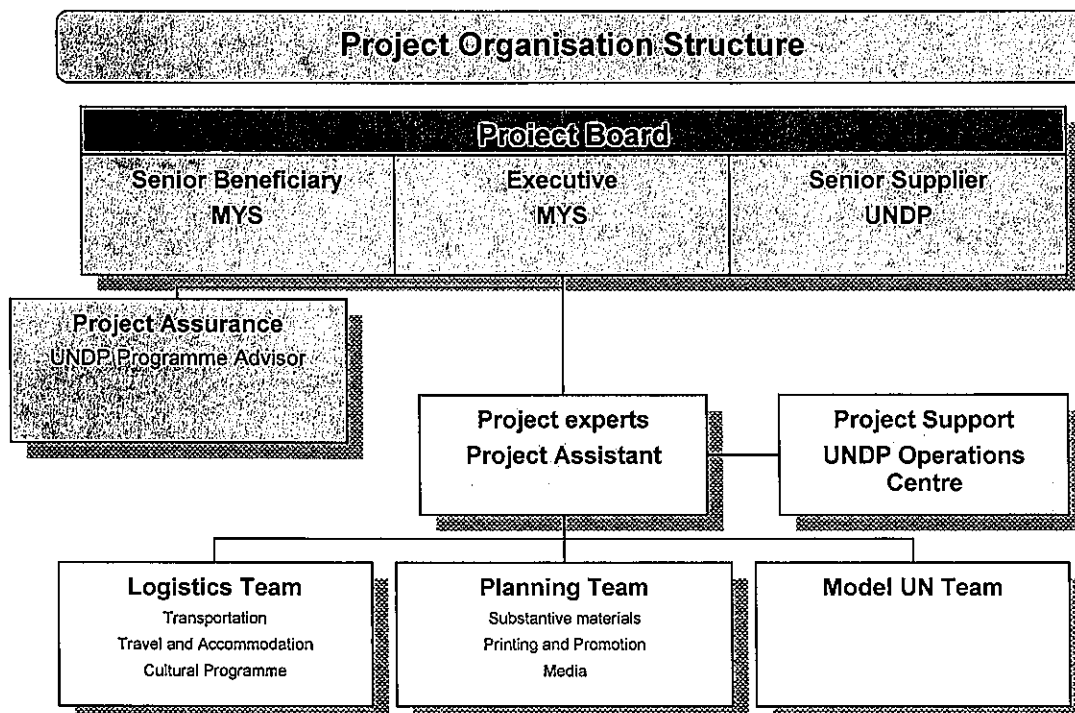 Project Organisation Structure
Project Board
Senior Beneficiary
MYS
Executive
MYS
Senior Supplier
UNDP
Project Assurance
UNDP Programme Advisor
Project experts
Project Assistant
Project Support
UNDP Operations
Centre
Logistics Team
Transportation
Travel and Accommodation
Cultural Programme
Planning Team
Substantive materials
Printing and Promotion
Media
Model UN Team